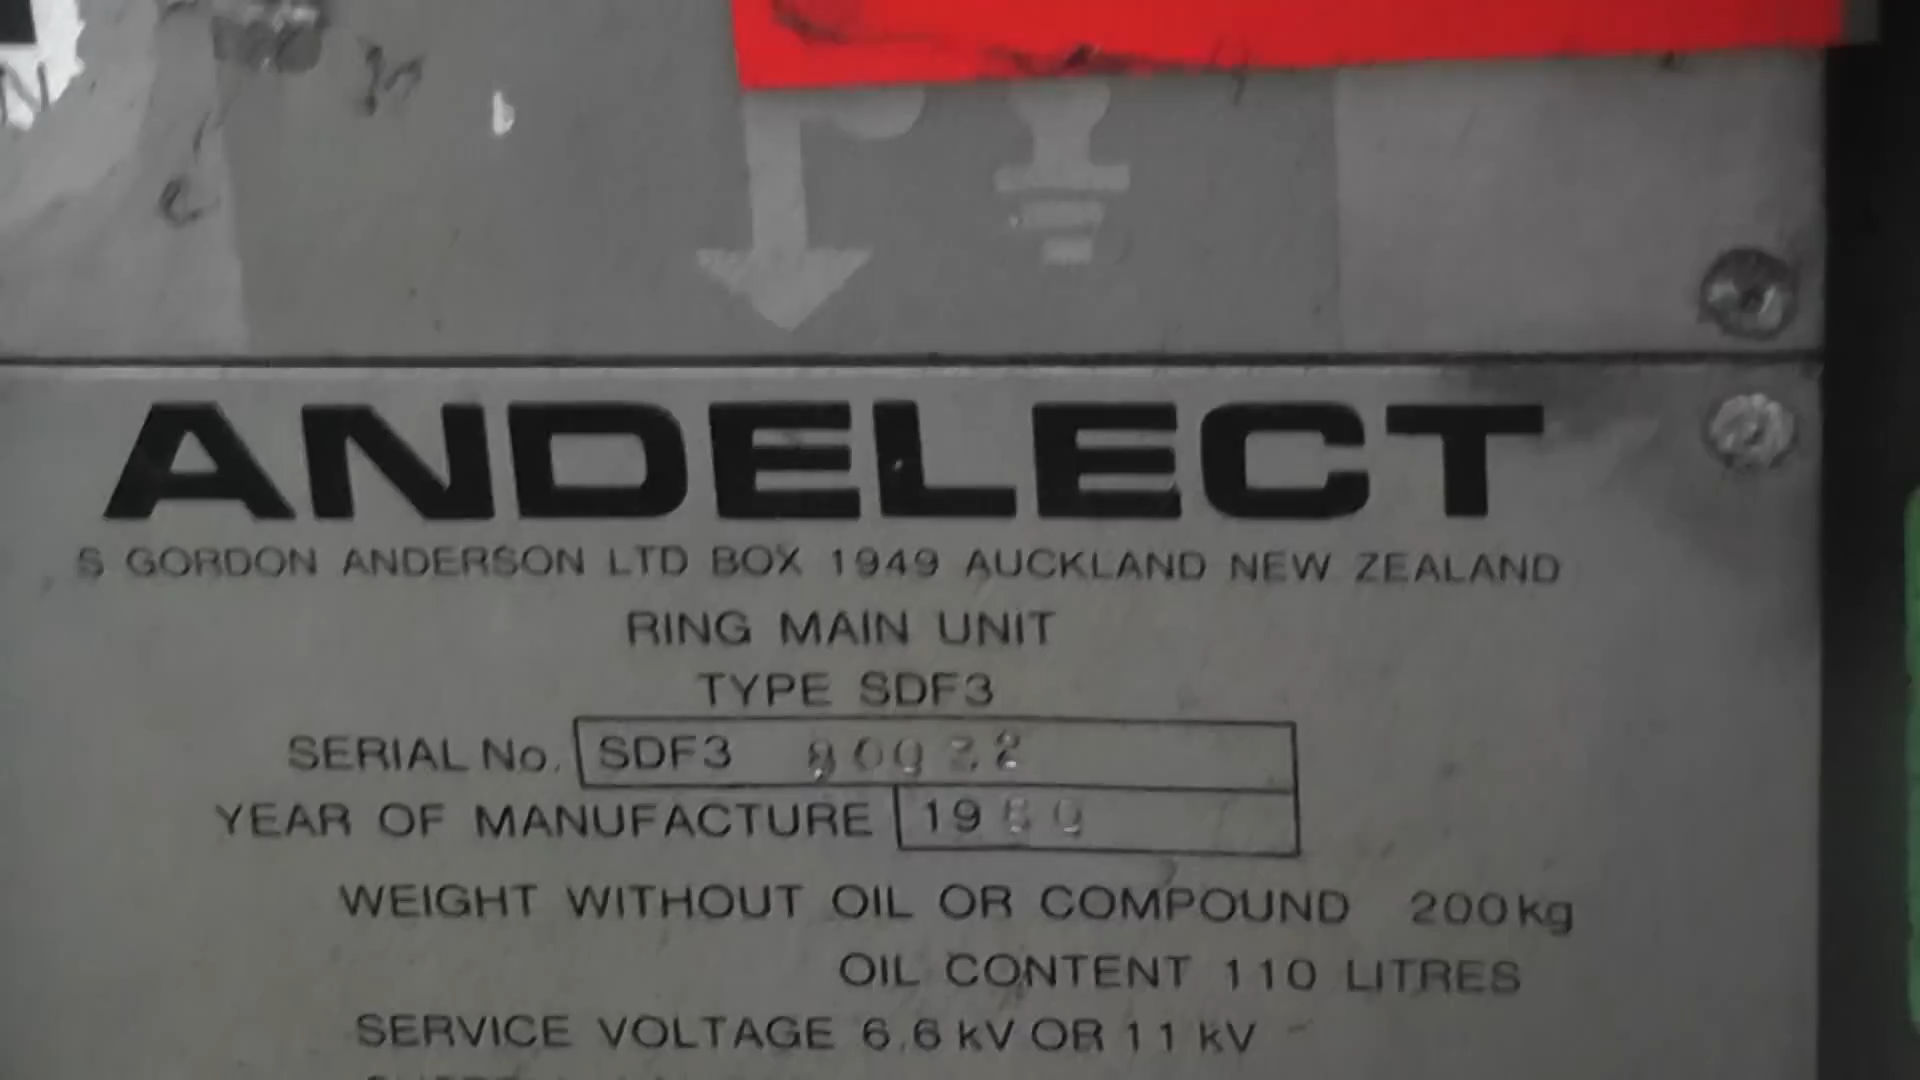 ANDELECT
S GORDON ANDERSON LTD BOX 1949 AUCKLAND NEW ZEALAND
RING MAIN UNIT
TYPE SDF3
SERIAL No. SDF3
YEAR OF MANUFACTURE
WEIGHT WITHOUT OIL OR COMPOUND 200kg
OIL CONTENT 110 LITRES
SERVICE VOLTAGE 6.6 kV OR 11 kV